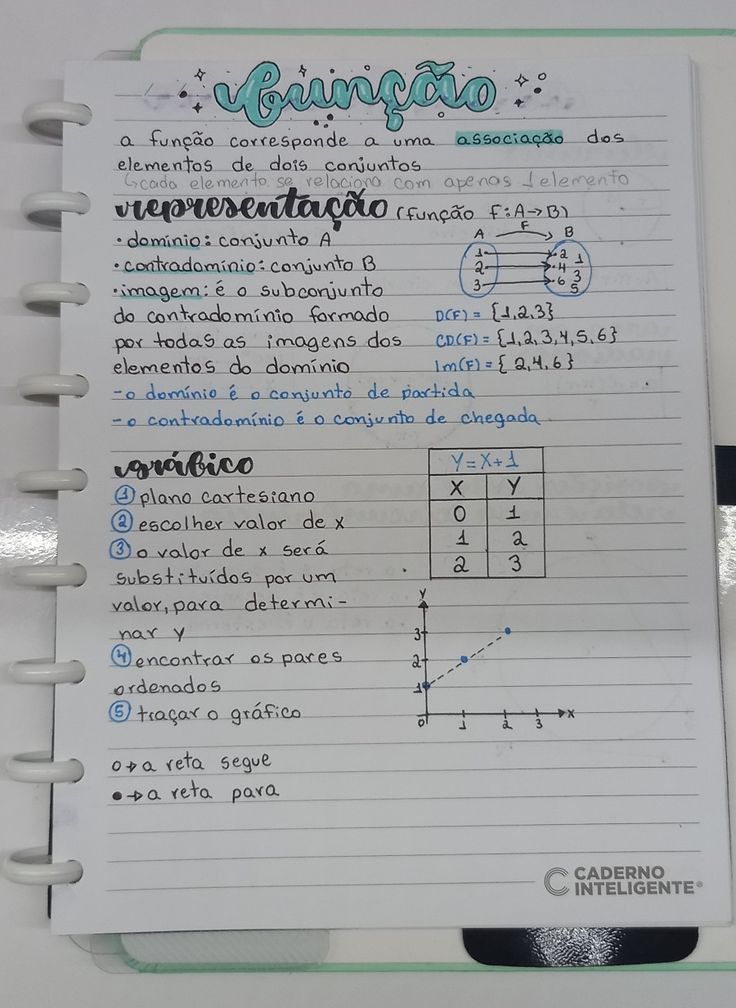 função
a função corresponde a uma associação dos
elementos de dois conjuntos
↳cada elemento se relaciona com apenas 1 elemento
representação (função F: A→B)
• domínio: conjunto A
• contradomínio: conjunto B
• imagem: é o subconjunto
do contradomínio formado
por todas as imagens dos
elementos do domínio
A F B
1 2 1
2 4 3
3 6 5
D(F) = {1,2,3}
CD(F) = {1,2,3,4,5,6}
Im(F) = {2,4,6}
- o domínio é o conjunto de partida
- o contradomínio é o conjunto de chegada
gráfico
① plano cartesiano
② escolher valor de x
③ o valor de x será
substituídos por um
valor, para determi-
nar y
④ encontrar os pares
ordenados
⑤ traçar o gráfico
Y = X + 1
X Y
0 1
1 2
2 3
Y
3
2
1
0 1 2 3 X
o→ a reta segue
•→ a reta para
CADERNO
INTELIGENTE®